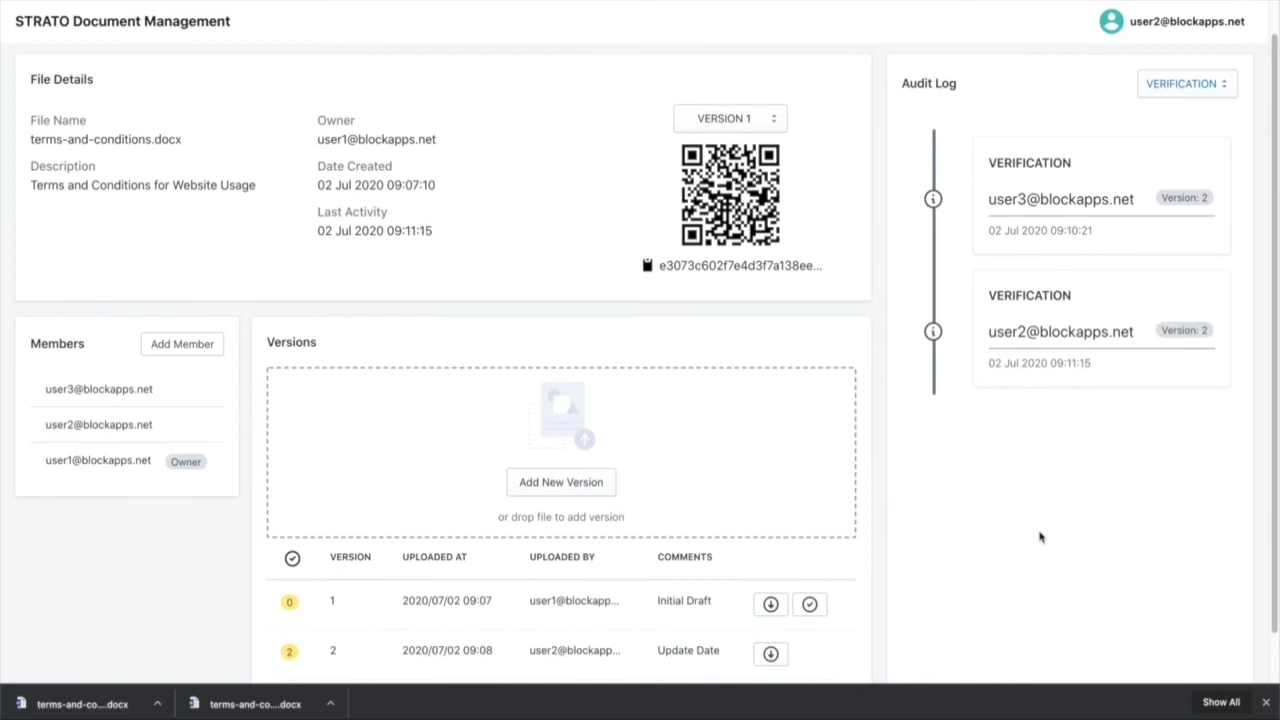 STRATO Document Management
user2@blockapps.net
File Details
File Name
terms-and-conditions.docx
Description
Terms and Conditions for Website Usage
Owner
user1@blockapps.net
Date Created
02 Jul 2020 09:07:10
Last Activity
02 Jul 2020 09:11:15
VERSION 1
e3073c602f7e4d3f7a138ee...
Audit Log
VERIFICATION
VERIFICATION
user3@blockapps.net Version: 2
02 Jul 2020 09:10:21
VERIFICATION
user2@blockapps.net Version: 2
02 Jul 2020 09:11:15
Members
Add Member
user3@blockapps.net
user2@blockapps.net
user1@blockapps.net Owner
Versions
Add New Version
or drop file to add version
VERSION UPLOADED AT UPLOADED BY COMMENTS
0 1 2020/07/02 09:07 user1@blockapp... Initial Draft
2 2 2020/07/02 09:08 user2@blockapp... Update Date
terms-and-co....docx
terms-and-co....docx
Show All